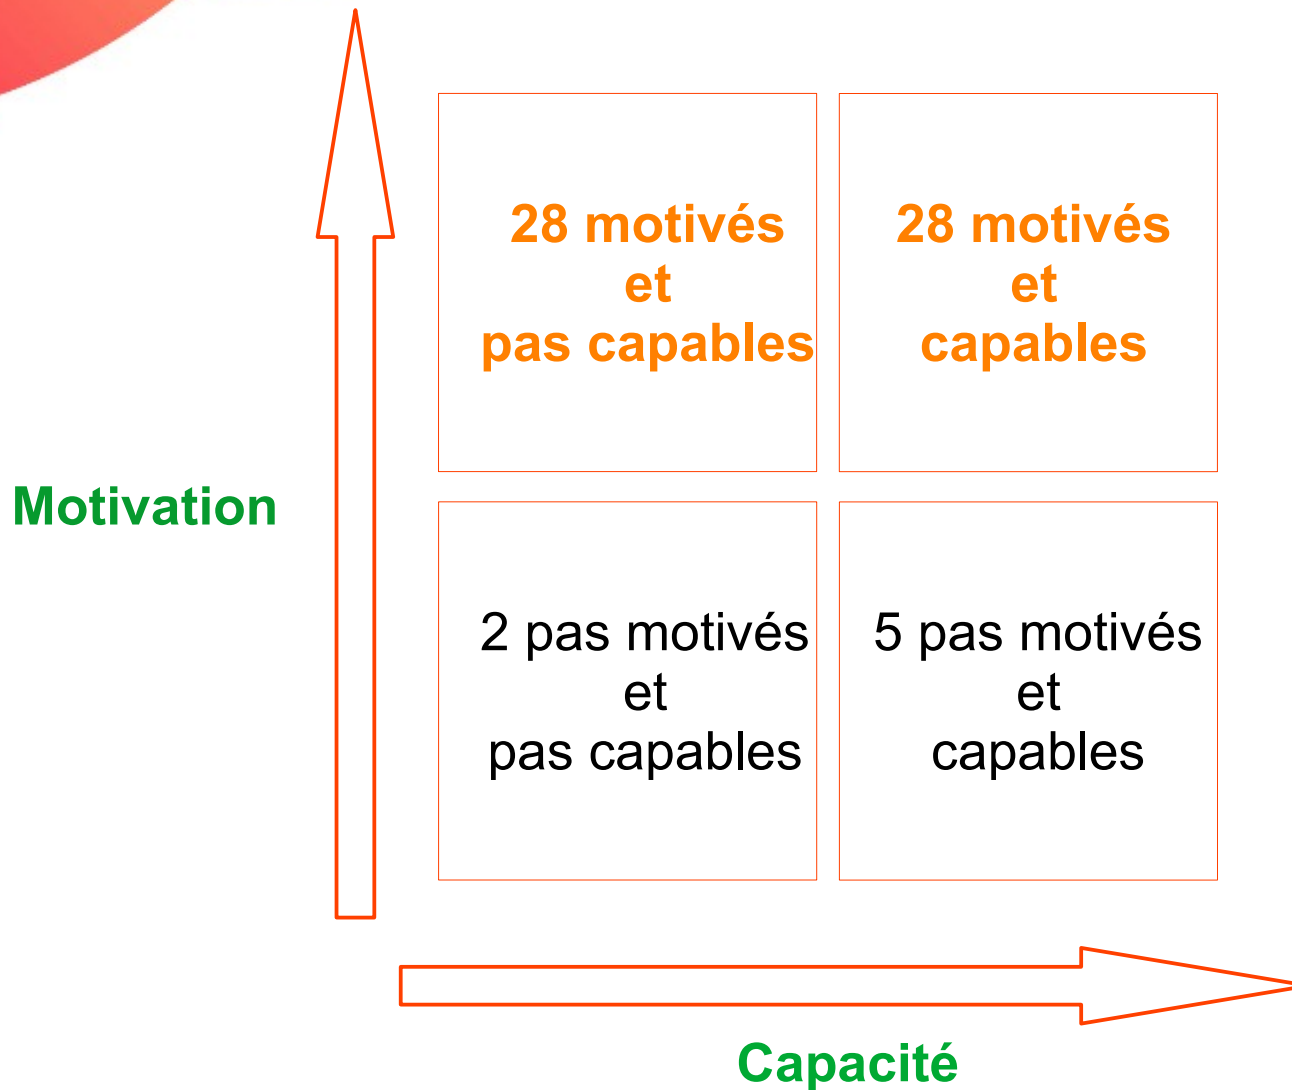 28 motivés
et
pas capables
28 motivés
et
capables
Motivation
2 pas motivés
et
pas capables
5 pas motivés
et
capables
Capacité